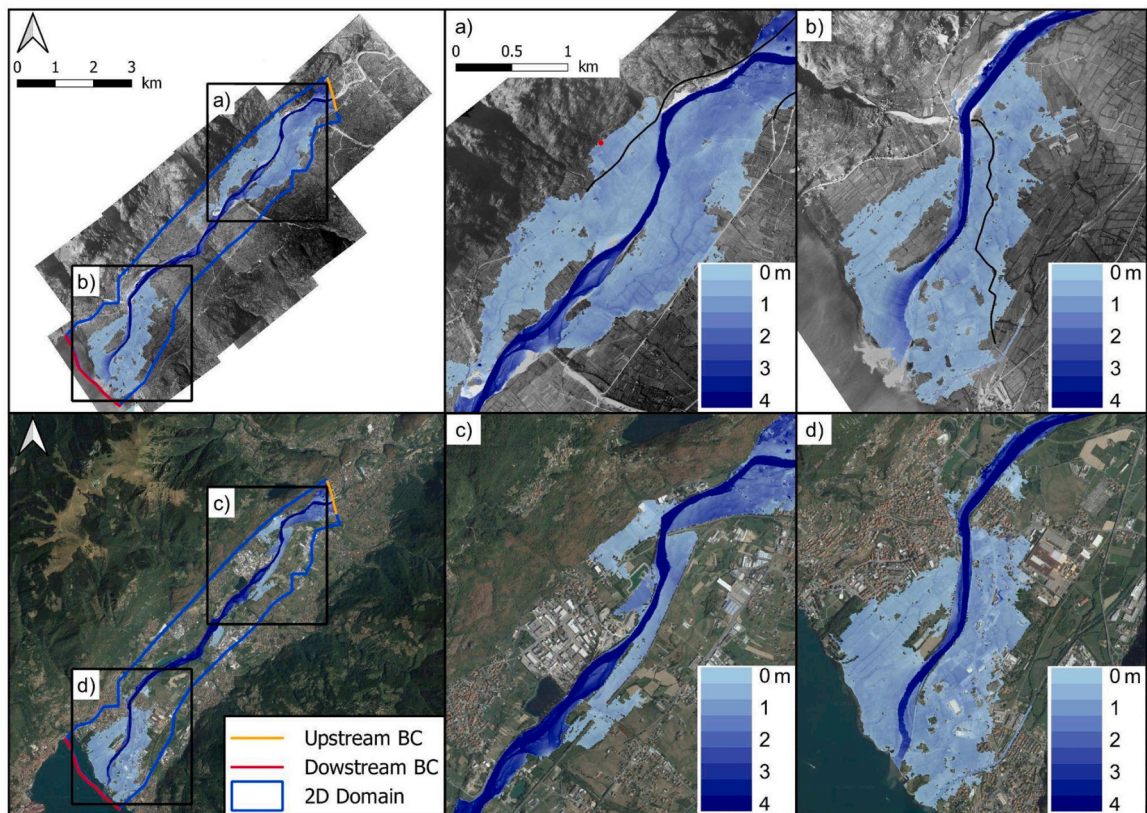 0 1 2 3
km
a)
b)
a)
0 0.5 1
km
0 m
1
2
3
4
b)
0 m
1
2
3
4
c)
d)
Upstream BC
Dowstream BC
2D Domain
c)
0 m
1
2
3
4
d)
0 m
1
2
3
4